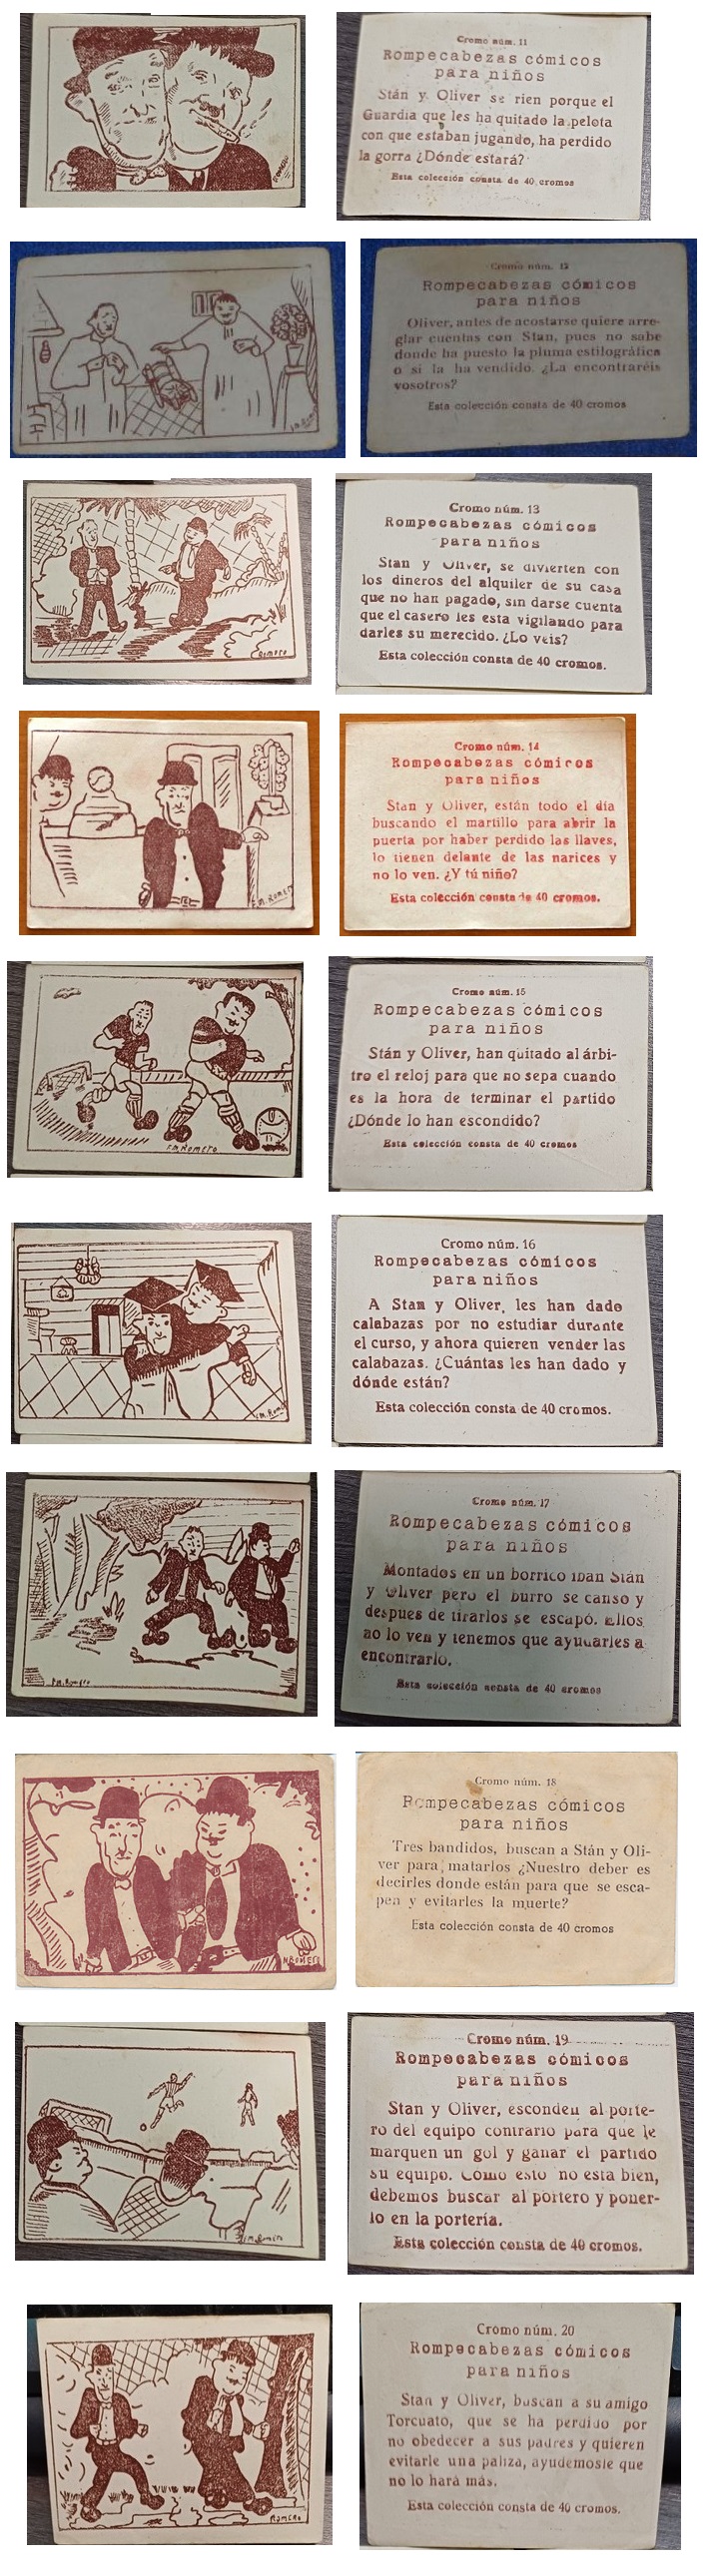 ROMERO
Cromo núm. 11
Rompecabezas cómicos
para niños
Stán y Oliver se rien porque el
Guardia que les ha quitado la pelota
con que estaban jugando, ha perdido
la gorra ¿Dónde estará?
Esta colección consta de 40 cromos
Cromo núm. 12
Rompecabezas cómicos
para niños
Oliver, antes de acostarse quiere arre-
glar cuentas con Stan, pues no sabe
donde ha puesto la pluma estilográfica
o si la ha vendido. ¿La encontraréis
vosotros?
Esta colección consta de 40 cromos
ROMERO
Cromo núm. 13
Rompecabezas cómicos
para niños
Stan y Oliver, se divierten con
los dineros del alquiler de su casa
que no han pagado, sin darse cuenta
que el casero les esta vigilando para
darles su merecido. ¿Lo veis?
Esta colección consta de 40 cromos.
F.M. ROMERO
Cromo núm. 14
Rompecabezas cómicos
para niños
Stan y Oliver, están todo el día
buscando el martillo para abrir la
puerta por haber perdido las llaves,
lo tienen delante de las narices y
no lo ven. ¿Y tú niño?
Esta colección consta de 40 cromos.
F.M. ROMERO
Cromo núm. 15
Rompecabezas cómicos
para niños
Stán y Oliver, han quitado al árbi-
tro el reloj para que no sepa cuando
es la hora de terminar el partido
¿Dónde lo han escondido?
Esta colección consta de 40 cromos
Cromo núm. 16
Rompecabezas cómicos
para niños
A Stan y Oliver, les han dado
calabazas por no estudiar durante
el curso, y ahora quieren vender las
calabazas. ¿Cuántas les han dado y
dónde están?
Esta colección consta de 40 cromos.
F.M. Romero
Cromo núm. 17
Rompecabezas cómicos
para niños
Montados en un borrico iban Stán
y Oliver pero el burro se canso y
despues de tirarlos se escapó. Ellos
no lo ven y tenemos que ayudarles a
encontrarlo.
Esta colección consta de 40 cromos
M.ROMERO
Cromo núm. 18
Rompecabezas cómicos
para niños
Tres bandidos, buscan a Stán y Oli-
ver para matarlos ¿Nuestro deber es
decirles donde están para que se esca-
pen y evitarles la muerte?
Esta colección consta de 40 cromos
F.M. Romero
Cromo núm. 19
Rompecabezas cómicos
para niños
Stan y Oliver, esconden al porte-
ro del equipo contrario para que le
marquen un gol y ganar el partido
su equipo. Como esto no esta bien,
debemos buscar al portero y poner-
lo en la portería.
Esta colección consta de 40 cromos.
ROMERO
Cromo núm. 20
Rompecabezas cómicos
para niños
Stan y Oliver, buscan a su amigo
Torcuato, que se ha perdido por
no obedecer a sus padres y quieren
evitarle una paliza, ayudemosle que
no lo hará más.
Esta colección consta de 40 cromos.